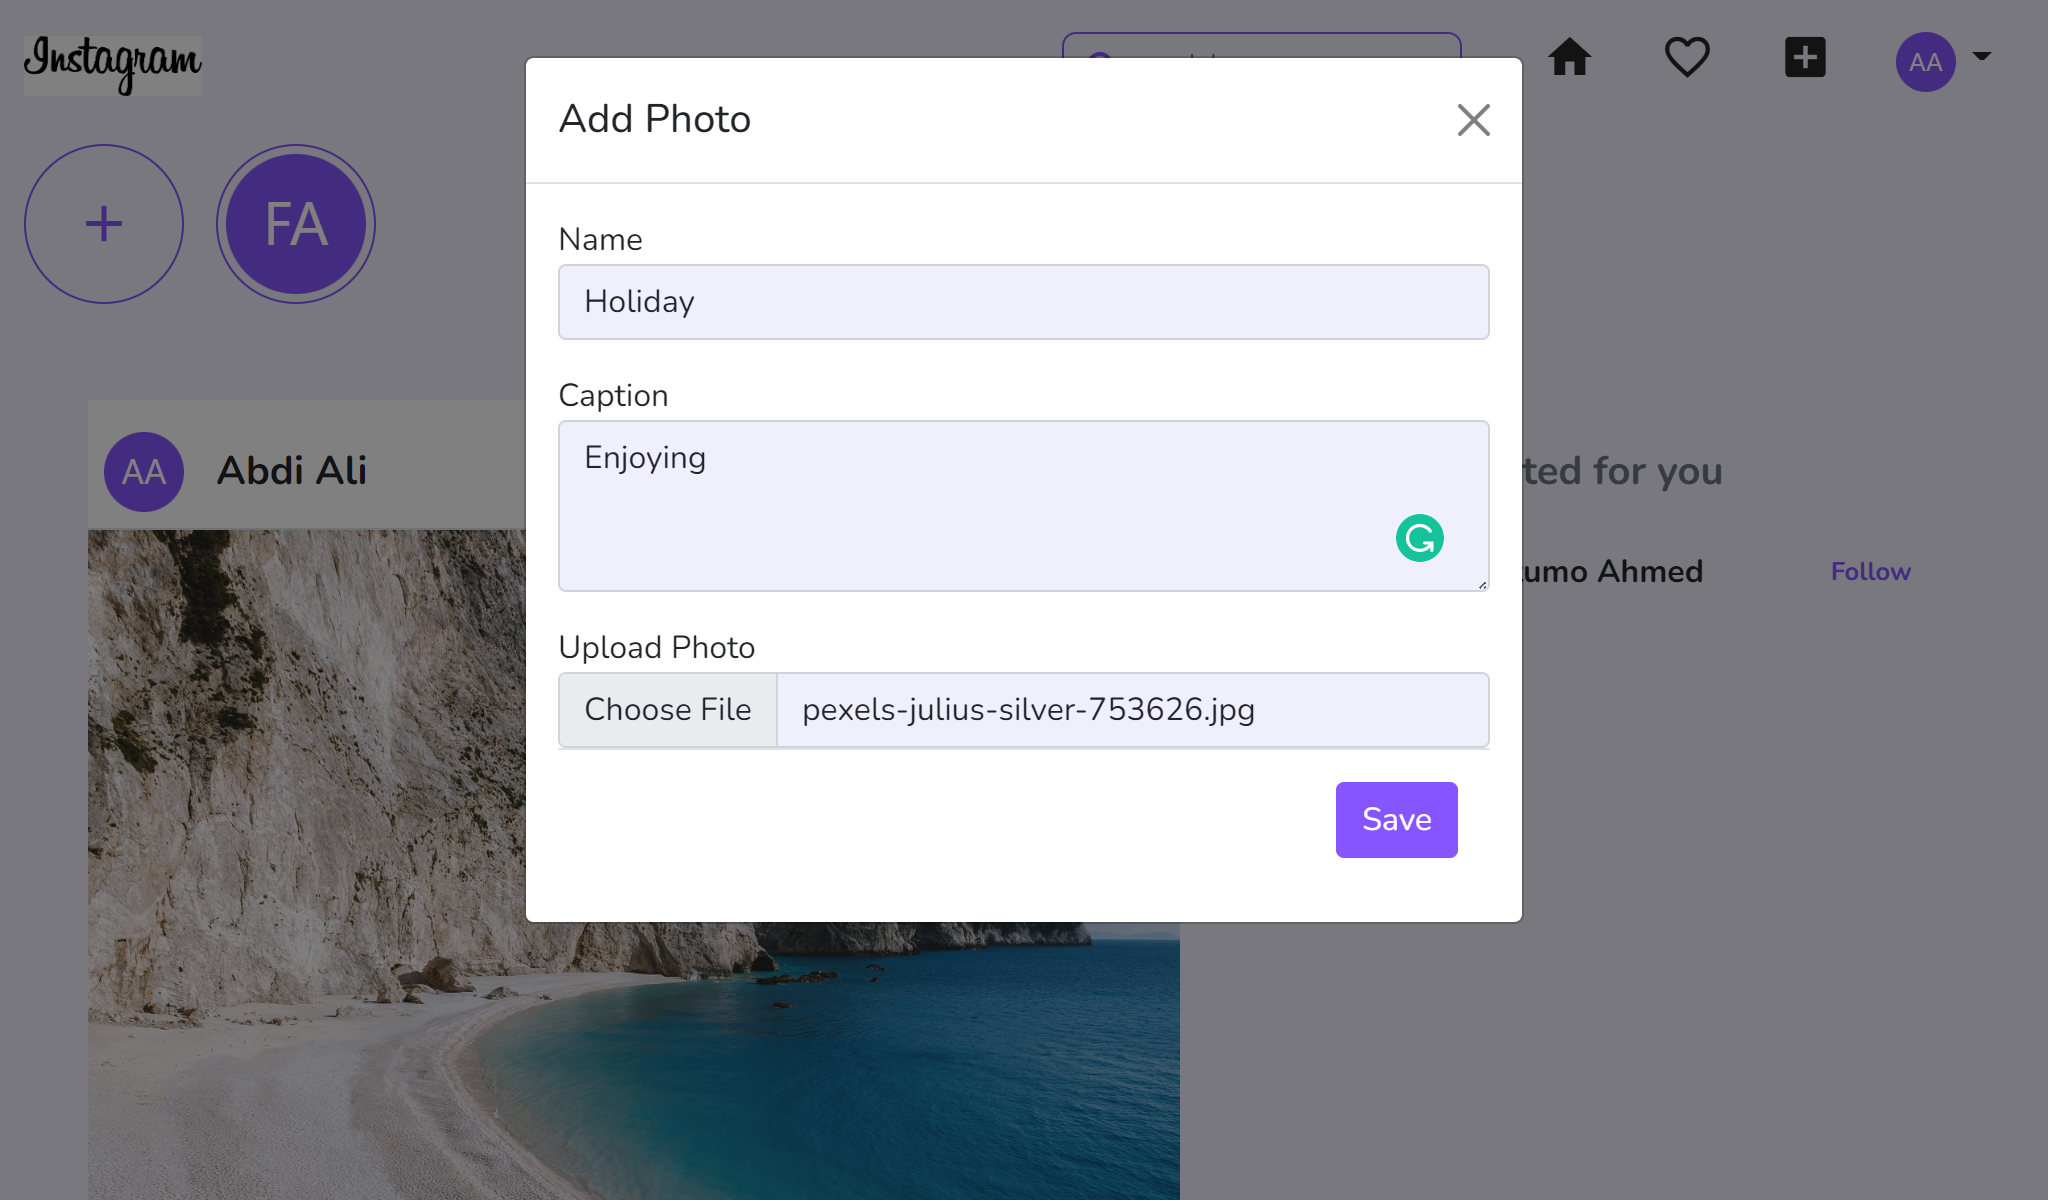 Instagram
AA
Add Photo
FA
Name
Holiday
Caption
Enjoying
AA
Abdi Ali
ted for you
umo Ahmed
Follow
Upload Photo
Choose File
pexels-julius-silver-753626.jpg
Save